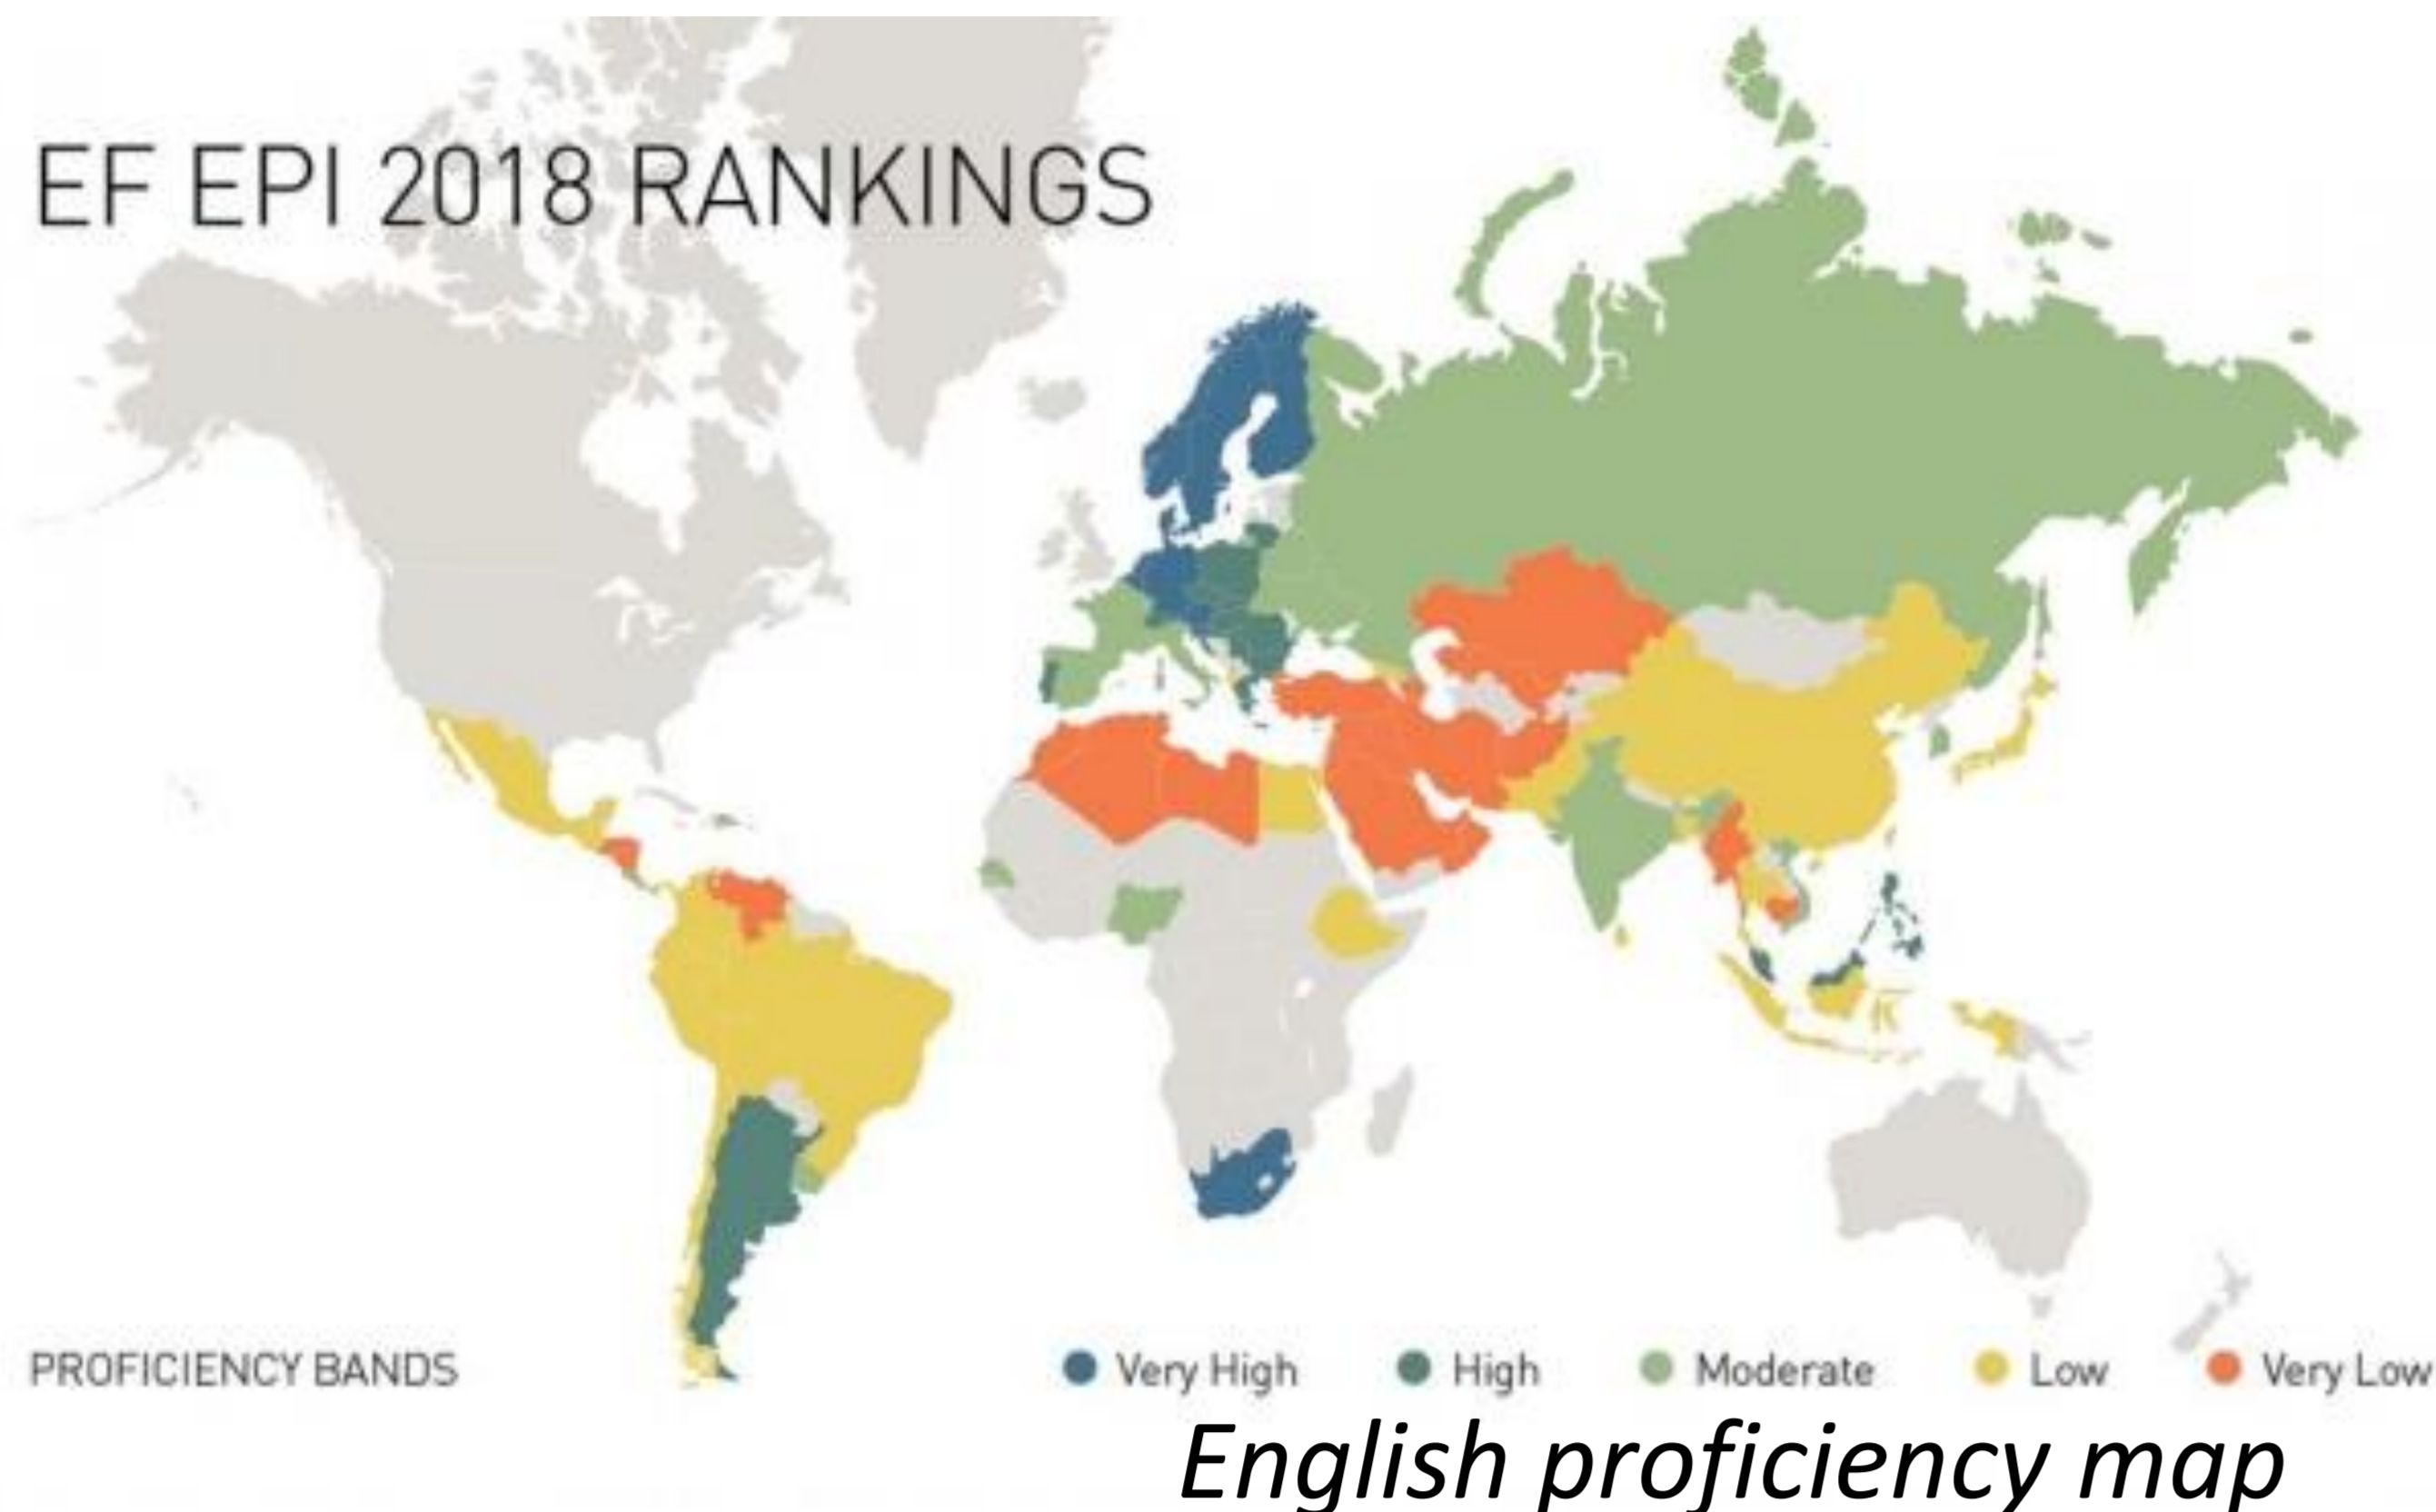 EF EPI 2018 RANKINGS
PROFICIENCY BANDS
Very High
High
Moderate
Low
Very Low
English proficiency map